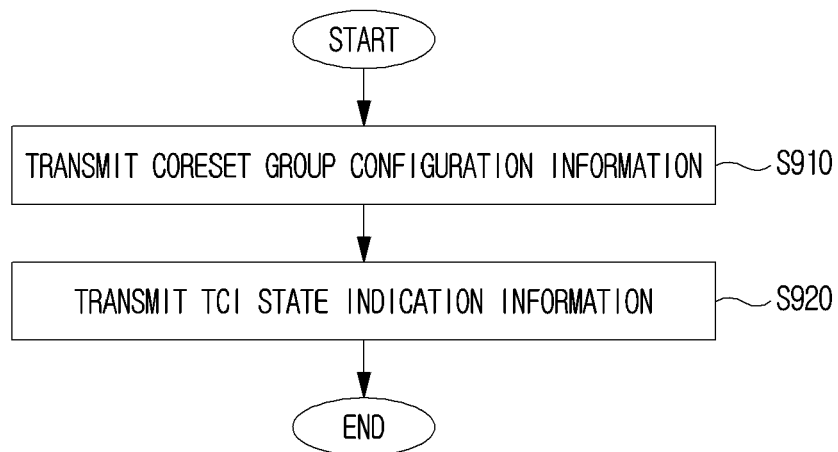 START
TRANSMIT CORESET GROUP CONFIGURATION INFORMATION
S910
TRANSMIT TCI STATE INDICATION INFORMATION
S920
END